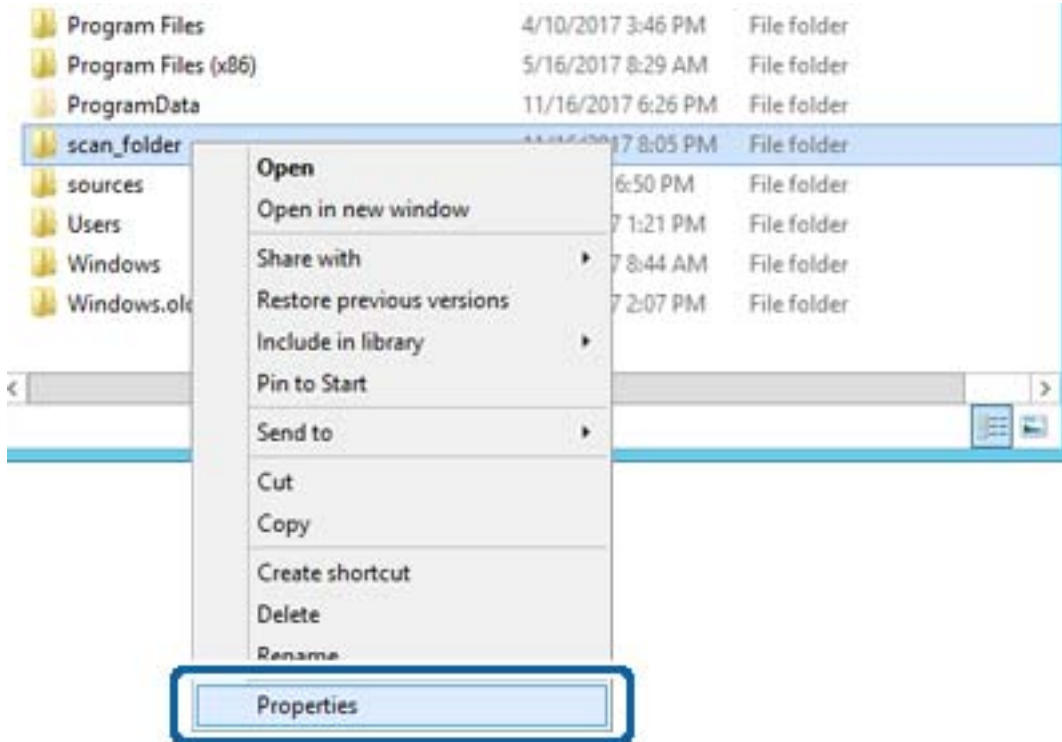 Program Files 4/10/2017 3:46 PM File folder
Program Files (x86) 5/16/2017 8:29 AM File folder
ProgramData 11/16/2017 6:26 PM File folder
scan_folder 17 8:05 PM File folder
sources 6:50 PM File folder
Users 7 1:21 PM File folder
Windows 7 8:44 AM File folder
Windows.old 7 2:07 PM File folder
Open
Open in new window
Share with
Restore previous versions
Include in library
Pin to Start
Send to
Cut
Copy
Create shortcut
Delete
Rename
Properties